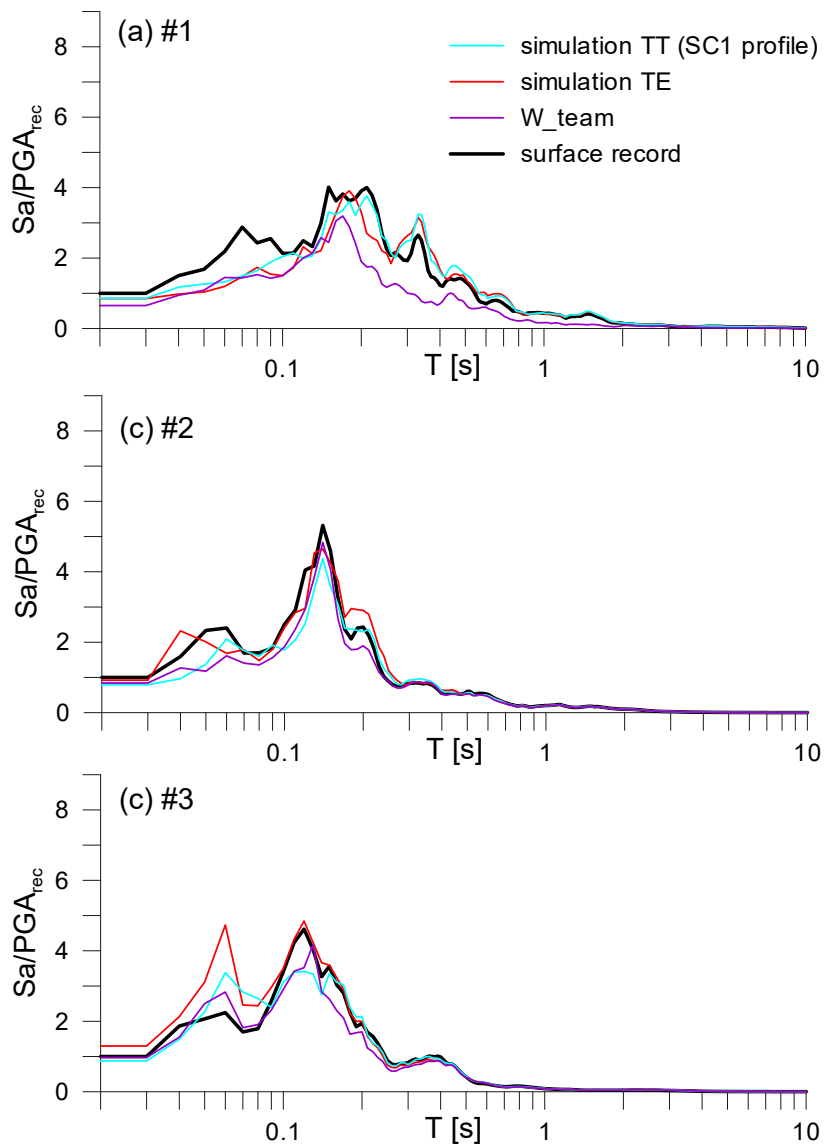 (a) #1
simulation TT (SC1 profile)
simulation TE
W_team
surface record
Sa/PGArec
8
6
4
2
0
0.1
1
10
T [s]
(c) #2
Sa/PGArec
8
6
4
2
0
0.1
1
10
T [s]
(c) #3
Sa/PGArec
8
6
4
2
0
0.1
1
10
T [s]